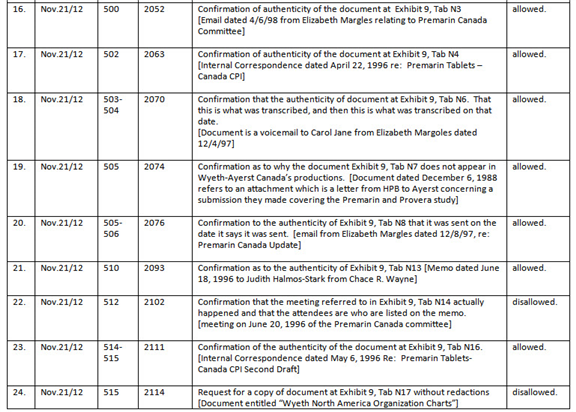 16. Nov.21/12 500 2052 Confirmation of authenticity of the document at Exhibit 9, Tab N3 allowed.
[Email dated 4/6/98 from Elizabeth Margles relating to Premarin Canada
Committee]
17. Nov.21/12 502 2063 Confirmation of authenticity of the document at Exhibit 9, Tab N4 allowed.
[Internal Correspondence dated April 22, 1996 re: Premarin Tablets –
Canada CPI]
18. Nov.21/12 503- 2070 Confirmation that the authenticity of document at Exhibit 9, Tab N6. That allowed.
504 this is what was transcribed, and then this is what was transcribed on that
date.
[Document is a voicemail to Carol Jane from Elizabeth Margoles dated
12/4/97]
19. Nov.21/12 505 2074 Confirmation as to why the document Exhibit 9, Tab N7 does not appear in allowed.
Wyeth-Ayerst Canada's productions. [Document dated December 6, 1988
refers to an attachment which is a letter from HPB to Ayerst concerning a
submission they made covering the Premarin and Provera study]
20. Nov.21/12 505- 2076 Confirmation to the authenticity of Exhibit 9, Tab N8 that it was sent on the allowed.
506 date it says it was sent. [email from Elizabeth Margles dated 12/8/97, re:
Premarin Canada Update]
21. Nov.21/12 510 2093 Confirmation as to the authenticity of Exhibit 9, Tab N13 [Memo dated June allowed.
18, 1996 to Judith Halmos-Stark from Chace R. Wayne]
22. Nov.21/12 512 2102 Confirmation that the meeting referred to in Exhibit 9, Tab N14 actually disallowed.
happened and that the attendees are who are listed on the memo.
[meeting on June 20, 1996 of the Premarin Canada committee]
23. Nov.21/12 514- 2111 Confirmation of the authenticity of the document at Exhibit 9, Tab N16. allowed.
515 [Internal Correspondence dated May 6, 1996 Re: Premarin Tablets-
Canada CPI Second Draft]
24. Nov.21/12 515 2114 Request for a copy of document at Exhibit 9, Tab N17 without redactions disallowed.
[Document entitled "Wyeth North America Organization Charts"]